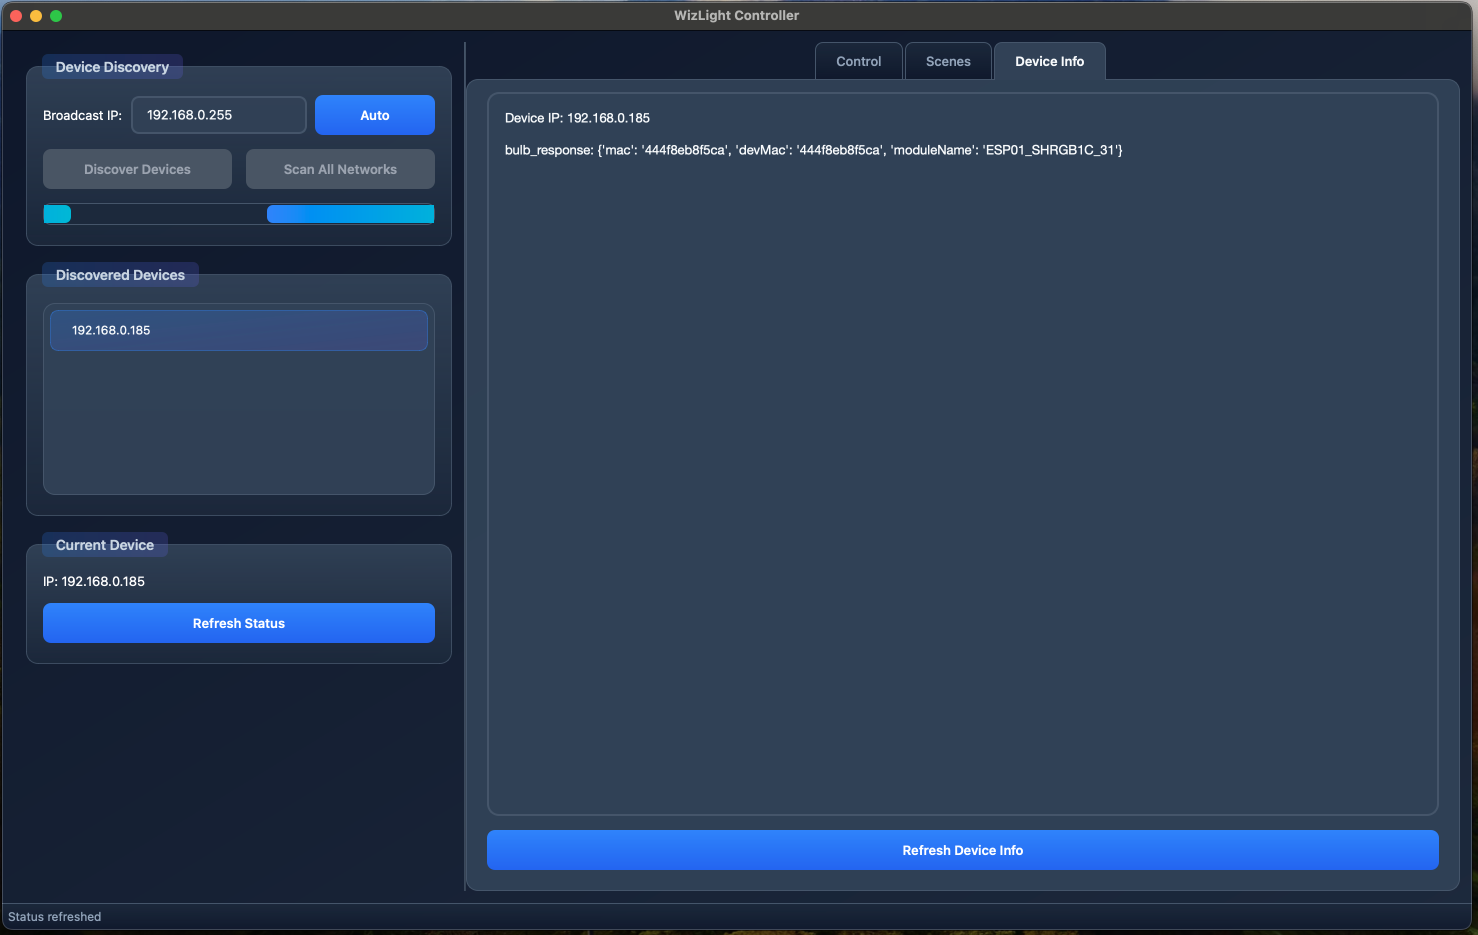 WizLight Controller
Device Discovery
Broadcast IP: 192.168.0.255 Auto
Discover Devices Scan All Networks
Discovered Devices
192.168.0.185
Current Device
IP: 192.168.0.185
Refresh Status
Control Scenes Device Info
Device IP: 192.168.0.185
bulb_response: {'mac': '444f8eb8f5ca', 'devMac': '444f8eb8f5ca', 'moduleName': 'ESP01_SHRGB1C_31'}
Refresh Device Info
Status refreshed